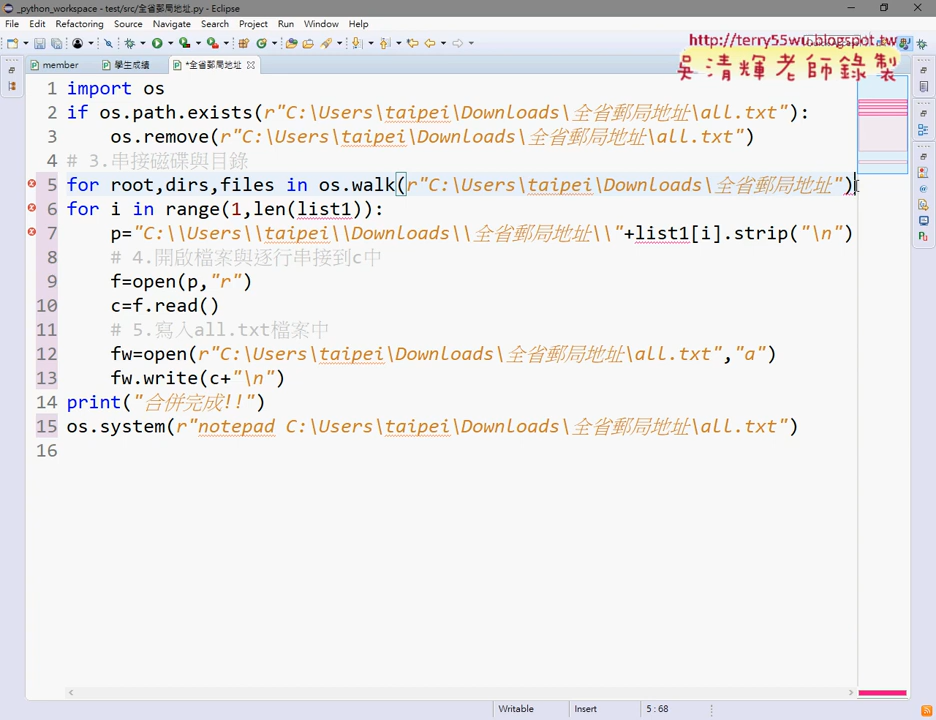 _python_workspace - test/src/全省郵局地址.py - Eclipse
File Edit Refactoring Source Navigate Search Project Run Window Help
http://terry55wu.blogspot.tw
吳清輝老師錄製
member 學生成績 *全省郵局地址
1 import os
2 if os.path.exists(r"C:\Users\taipei\Downloads\全省郵局地址\all.txt"):
3 os.remove(r"C:\Users\taipei\Downloads\全省郵局地址\all.txt")
4 # 3.串接磁碟與目錄
5 for root,dirs,files in os.walk(r"C:\Users\taipei\Downloads\全省郵局地址")
6 for i in range(1,len(list1)):
7 p="C:\\Users\\taipei\\Downloads\\全省郵局地址\\"+list1[i].strip("\n")
8 # 4.開啟檔案與逐行串接到c中
9 f=open(p,"r")
10 c=f.read()
11 # 5.寫入all.txt檔案中
12 fw=open(r"C:\Users\taipei\Downloads\全省郵局地址\all.txt","a")
13 fw.write(c+"\n")
14 print("合併完成!!")
15 os.system(r"notepad C:\Users\taipei\Downloads\全省郵局地址\all.txt")
16
Writable Insert 5 : 68